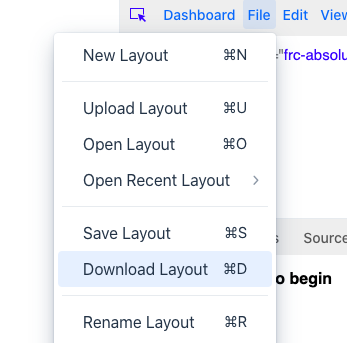 Dashboard File Edit View
New Layout ⌘N
="frc-absolu
Upload Layout ⌘U
Open Layout ⌘O
Open Recent Layout >
Save Layout ⌘S
s Source
Download Layout ⌘D
o begin
Rename Layout ⌘R